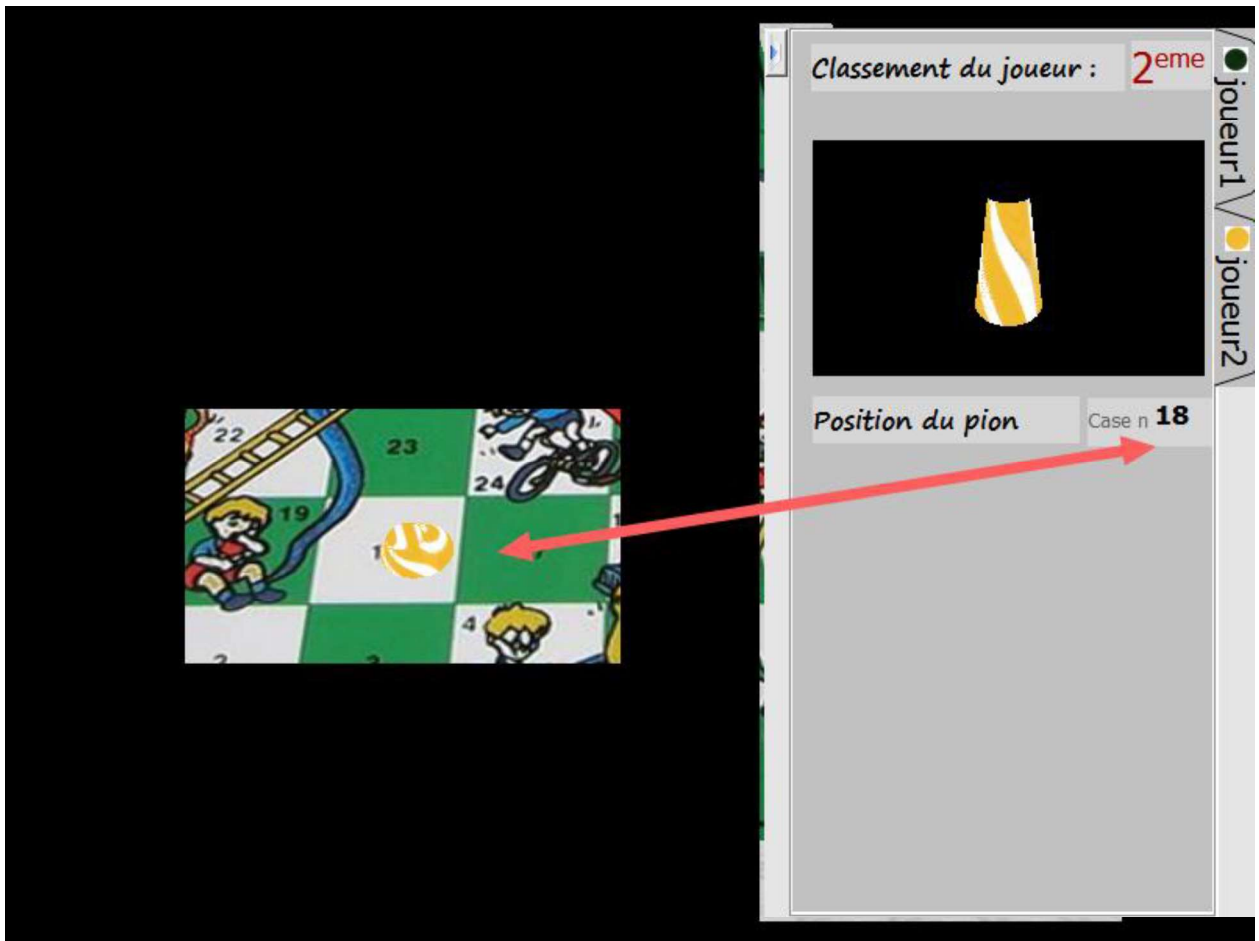 Classement du joueur :
2eme
joueur1
joueur2
Position du pion
Case n 18
22
23
24
19
4